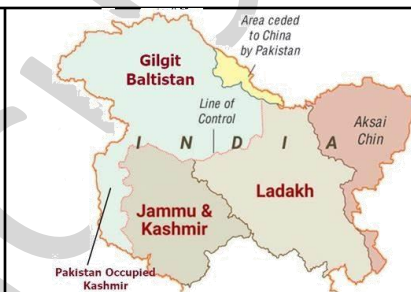 Area ceded
to China
by Pakistan
Gilgit
Baltistan
Line of
Control
Aksai
Chin
I N D I A
Ladakh
Jammu &
Kashmir
Pakistan Occupied
Kashmir